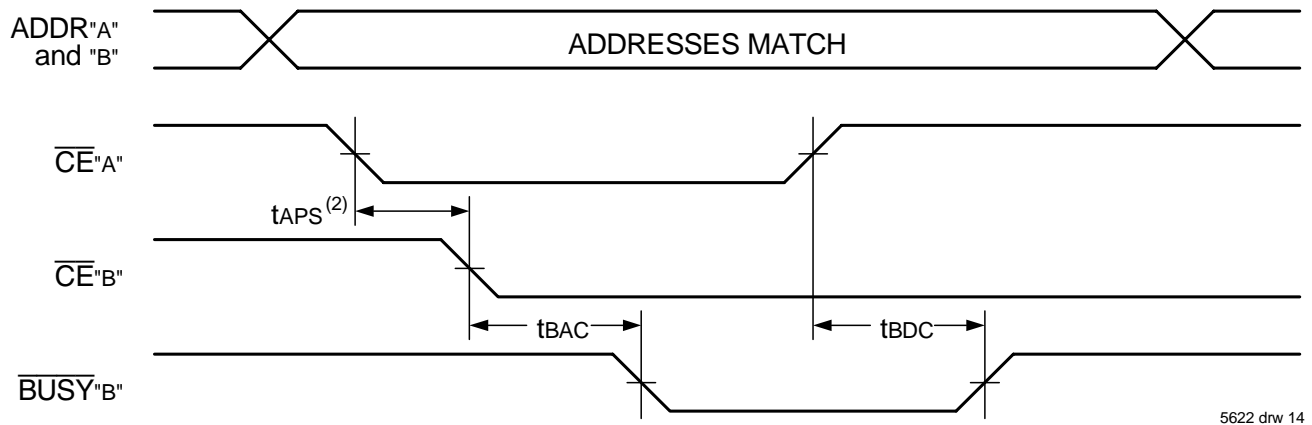 ADDR"A"
and "B"
ADDRESSES MATCH
CE"A"
tAPS(2)
CE"B"
tBAC
tBDC
BUSY"B"
5622 drw 14